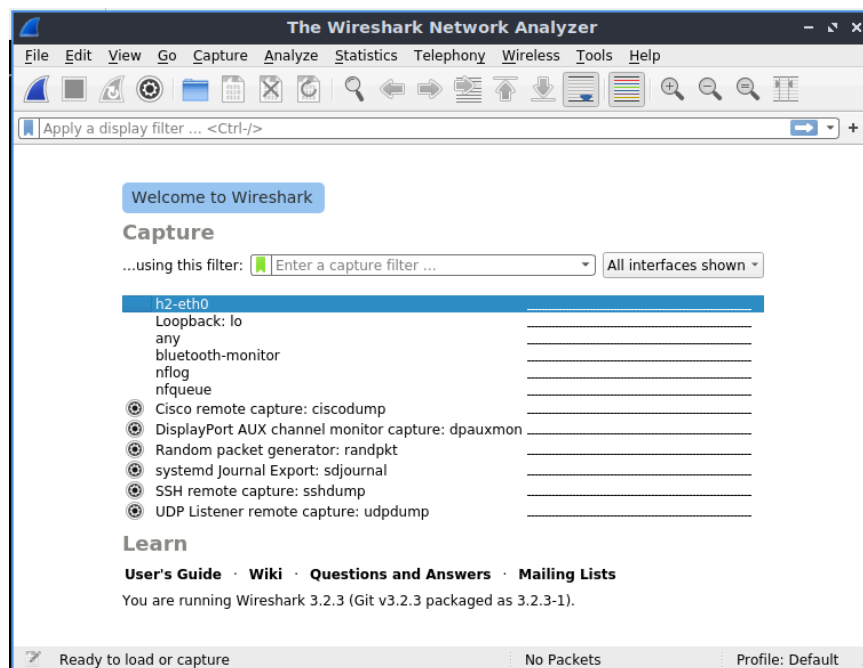 The Wireshark Network Analyzer
File Edit View Go Capture Analyze Statistics Telephony Wireless Tools Help
Apply a display filter ... <Ctrl-/>
Welcome to Wireshark
Capture
...using this filter: Enter a capture filter ... All interfaces shown
h2-eth0
Loopback: lo
any
bluetooth-monitor
nflog
nfqueue
Cisco remote capture: ciscodump
DisplayPort AUX channel monitor capture: dpauxmon
Random packet generator: randpkt
systemd Journal Export: sdjournal
SSH remote capture: sshdump
UDP Listener remote capture: udpdump
Learn
User's Guide · Wiki · Questions and Answers · Mailing Lists
You are running Wireshark 3.2.3 (Git v3.2.3 packaged as 3.2.3-1).
Ready to load or capture No Packets Profile: Default